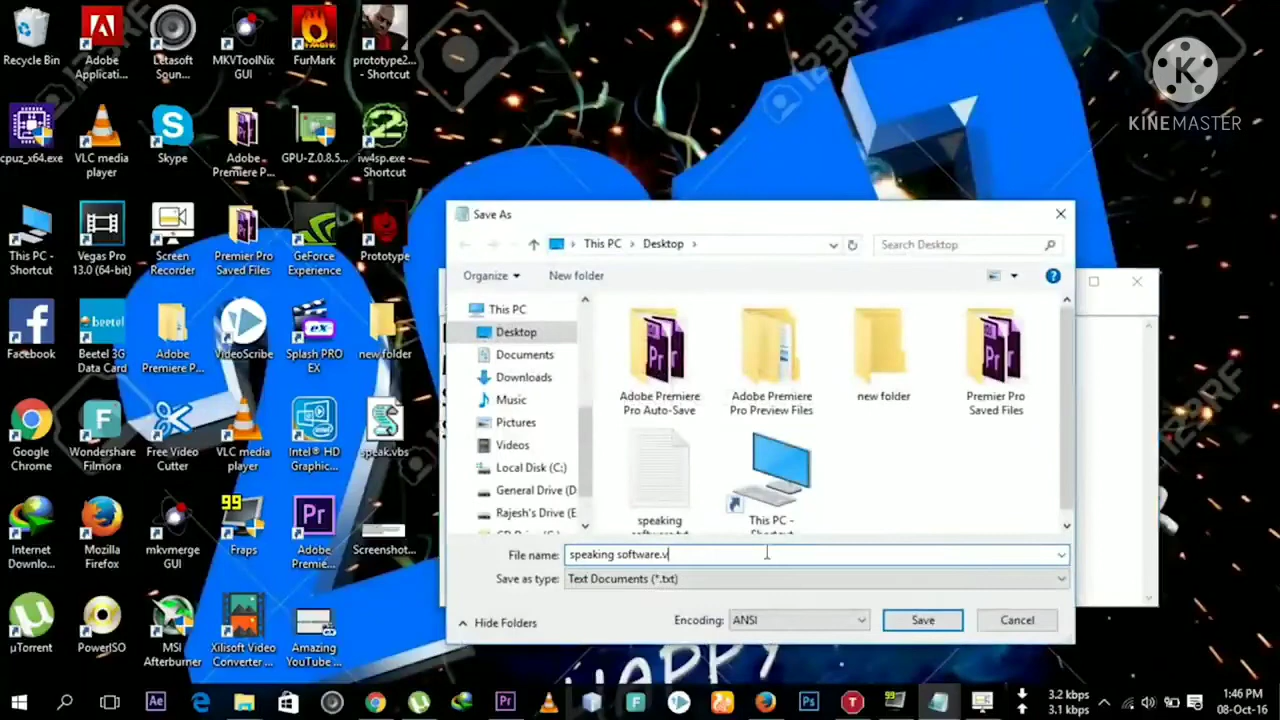 Recycle Bin
Adobe
Applicati...
Letasoft
Soun...
MKVToolNix
GUI
FurMark
prototype2...
- Shortcut
cpuz_x64.exe
VLC media
player
Skype
Adobe
Premiere P...
GPU-Z.0.8.5...
iw4sp.exe -
Shortcut
This PC -
Shortcut
Vegas Pro
13.0 (64-bit)
Screen
Recorder
Premier Pro
Saved Files
GeForce
Experience
Prototype
Facebook
beetel
Beetel 3G
Data Card
Adobe
Premiere P...
VideoScribe
ex
Splash PRO
EX
new folder
Google
Chrome
Wondershare
Filmora
Free Video
Cutter
VLC media
player
Intel® HD
Graphic...
speak.vbs
Internet
Downlo...
Mozilla
Firefox
mkvmerge
GUI
99
Fraps
Pr
Adobe
Premie...
Screenshot...
µTorrent
PowerISO
MSI
Afterburner
Xilisoft Video
Converter ...
Amazing
YouTube ...
123RF
123RF
K
KINEMASTER
Save As
This PC
Desktop
Search Desktop
Organize
New folder
This PC
Desktop
Documents
Downloads
Music
Pictures
Videos
Local Disk (C:)
General Drive (D
Rajesh's Drive (E
Adobe Premiere
Pro Auto-Save
Adobe Premiere
Pro Preview Files
new folder
Premier Pro
Saved Files
speaking
This PC -
File name:
speaking software.v
Save as type:
Text Documents (*.txt)
Hide Folders
Encoding:
ANSI
Save
Cancel
HAPPY
3.2 kbps
3.1 kbps
1:46 PM
08-Oct-16